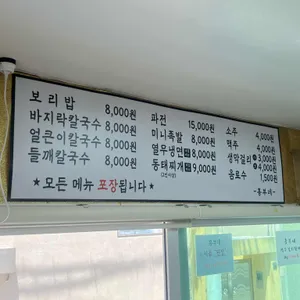 보리밥 8,000원
바지락칼국수 8,000원
얼큰이칼국수 8,000원
들깨칼국수 8,000원
파전 15,000원
미니족발 8,000원
열무냉면 8,000원
동태찌개 9,000원
소주 4,000원
맥주 4,000원
생막걸리 3,000원
4,000원
음료수 1,500원
★모든 메뉴 포장됩니다★